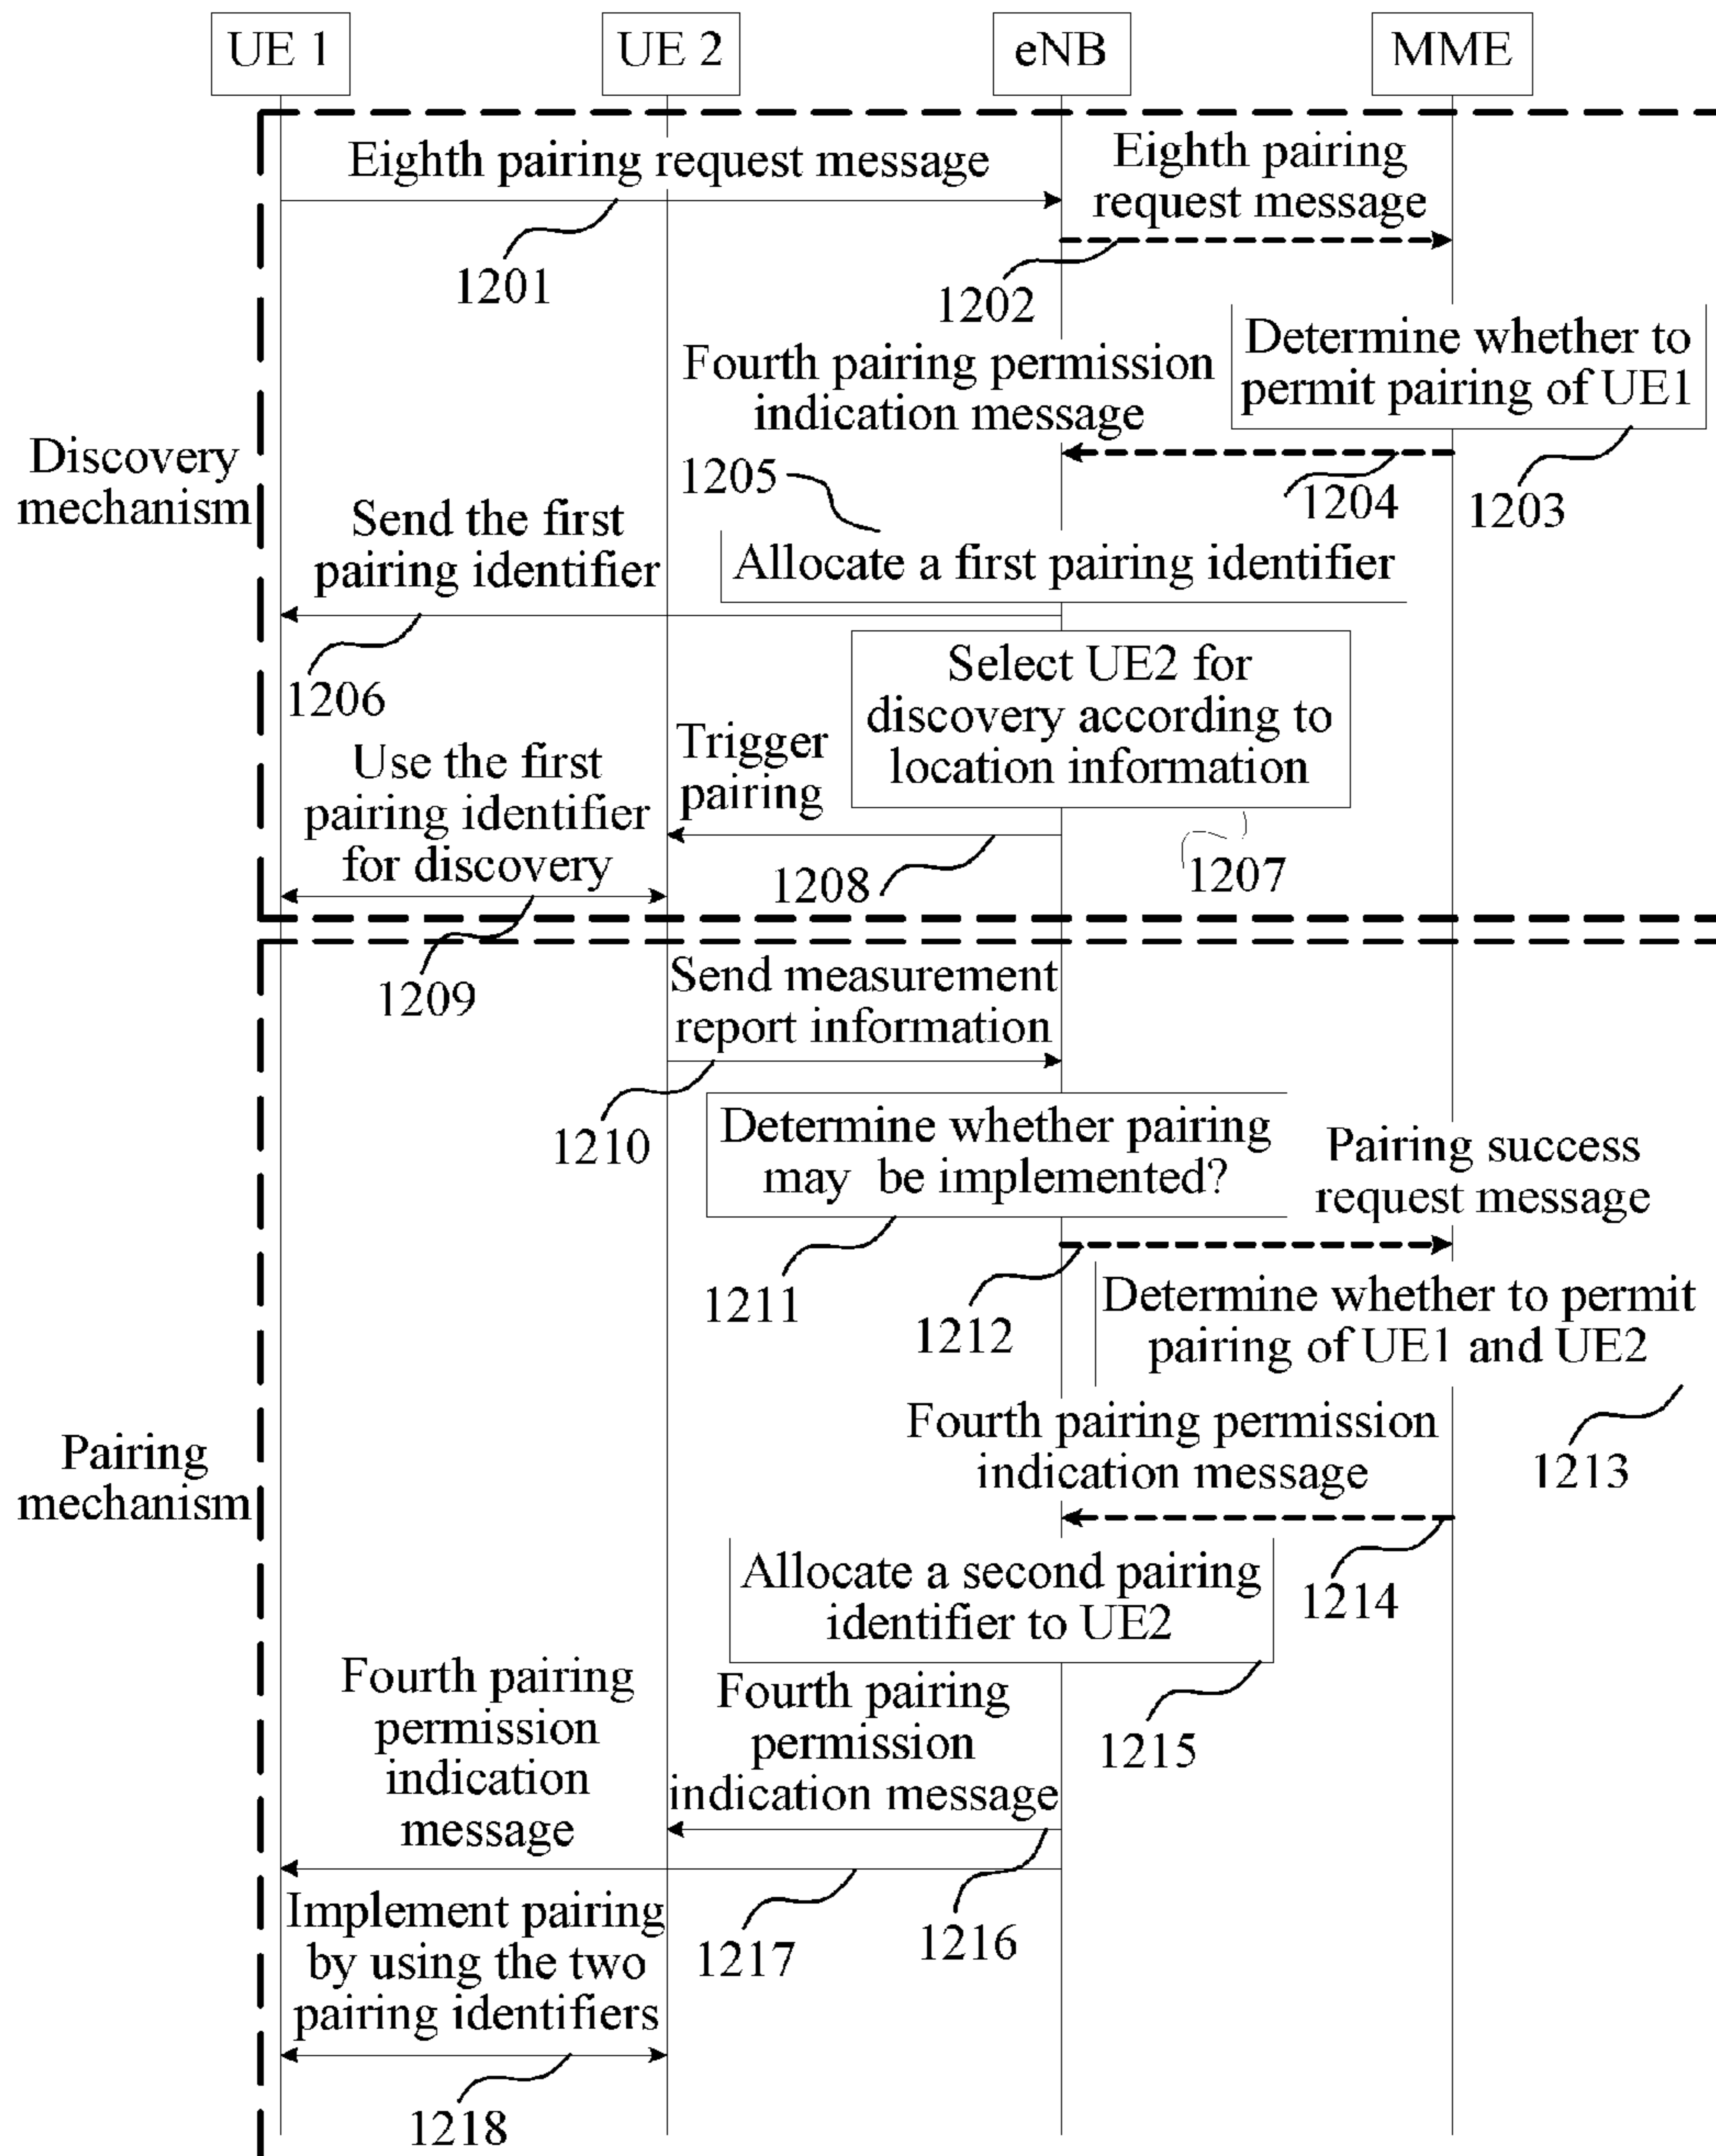 UE 1
UE 2
eNB
MME
Eighth pairing request message
1201
Eighth pairing
request message
1202
Determine whether to
permit pairing of UE1
1203
Fourth pairing permission
indication message
1204
Discovery
mechanism
1205
Allocate a first pairing identifier
Send the first
pairing identifier
1206
Select UE2 for
discovery according to
location information
1207
Trigger
pairing
1208
Use the first
pairing identifier
for discovery
1209
Send measurement
report information
1210
Determine whether pairing
may be implemented?
1211
Pairing success
request message
1212
Determine whether to permit
pairing of UE1 and UE2
1213
Pairing
mechanism
Fourth pairing permission
indication message
1214
Allocate a second pairing
identifier to UE2
1215
Fourth pairing
permission
indication message
1216
Fourth pairing
permission
indication
message
1217
Implement pairing
by using the two
pairing identifiers
1218